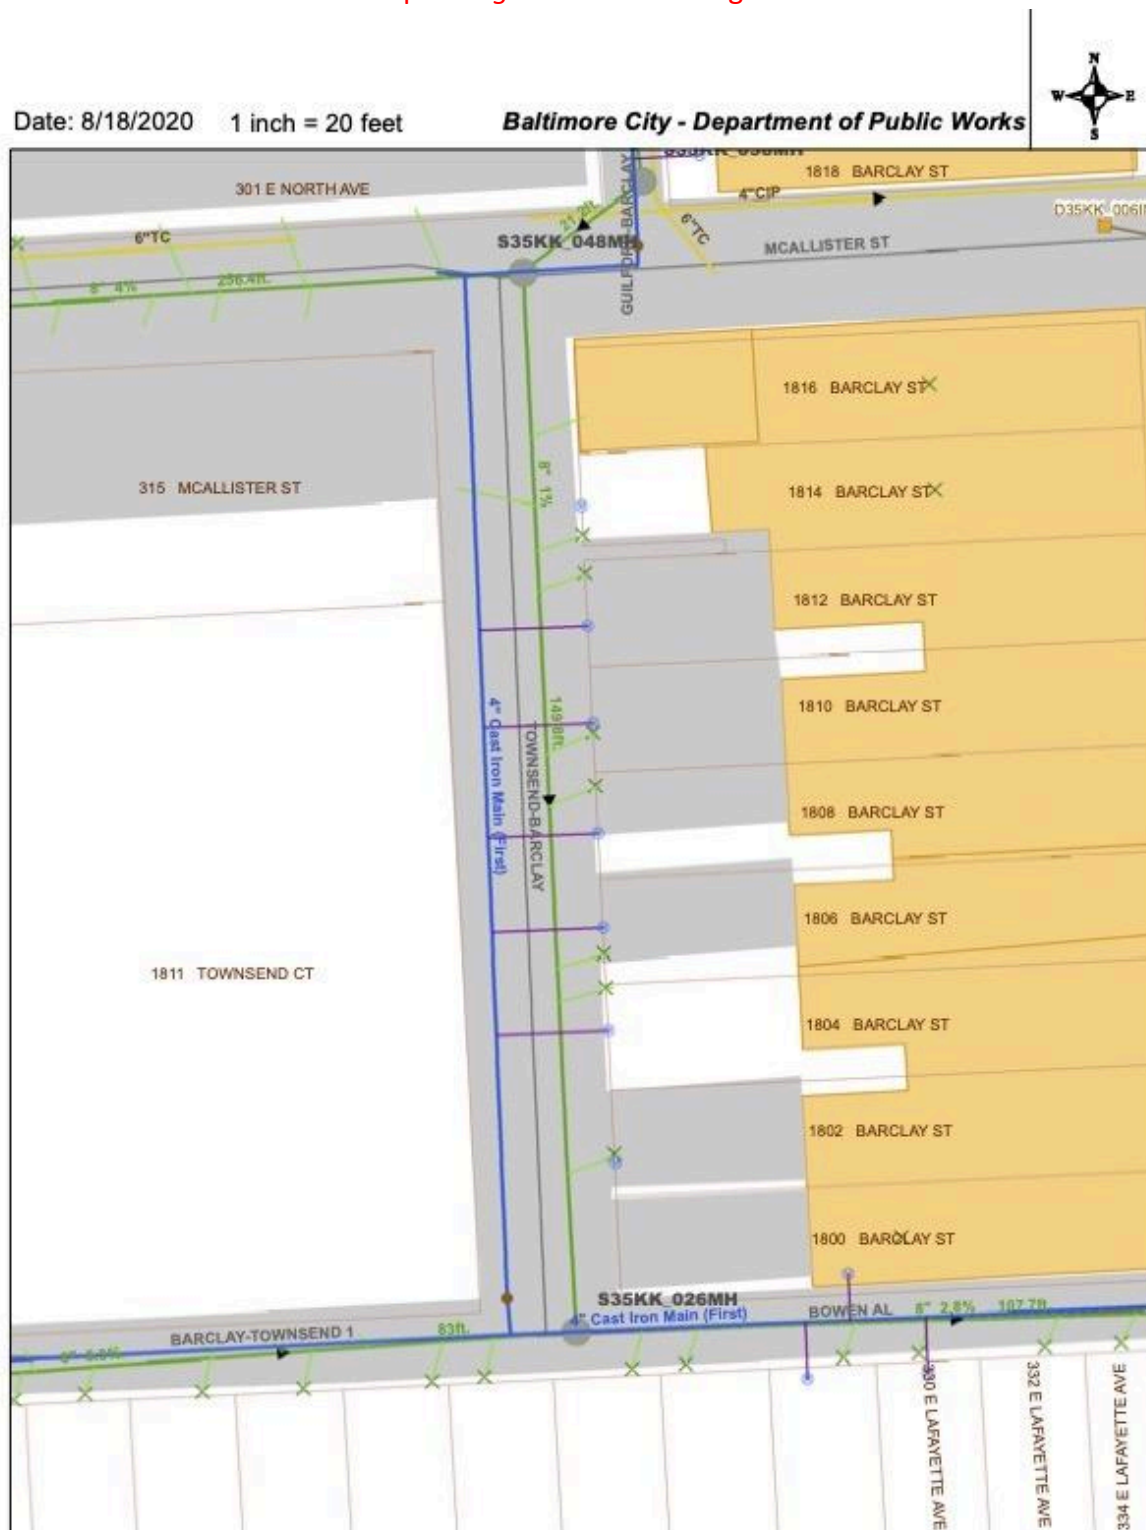 Date: 8/18/2020
1 inch = 20 feet
Baltimore City - Department of Public Works
N
W
E
S
301 E NORTH AVE
1818 BARCLAY ST
6"TC
4"CIP
6"TC
21.2ft.
S35KK_048MH
GUILFORD-BARCLAY
MCALLISTER ST
8" 4%
256.4ft.
1816 BARCLAY ST
315 MCALLISTER ST
8" 1%
1814 BARCLAY ST
1812 BARCLAY ST
4" Cast Iron Main (First)
TOWNSEND-BARCLAY
149.8ft.
1810 BARCLAY ST
1808 BARCLAY ST
1806 BARCLAY ST
1811 TOWNSEND CT
1804 BARCLAY ST
1802 BARCLAY ST
1800 BARCLAY ST
S35KK_026MH
4" Cast Iron Main (First)
BOWEN AL
8" 2.8%
107.7ft.
BARCLAY-TOWNSEND 1
83ft.
330 E LAFAYETTE AVE
332 E LAFAYETTE AVE
334 E LAFAYETTE AVE